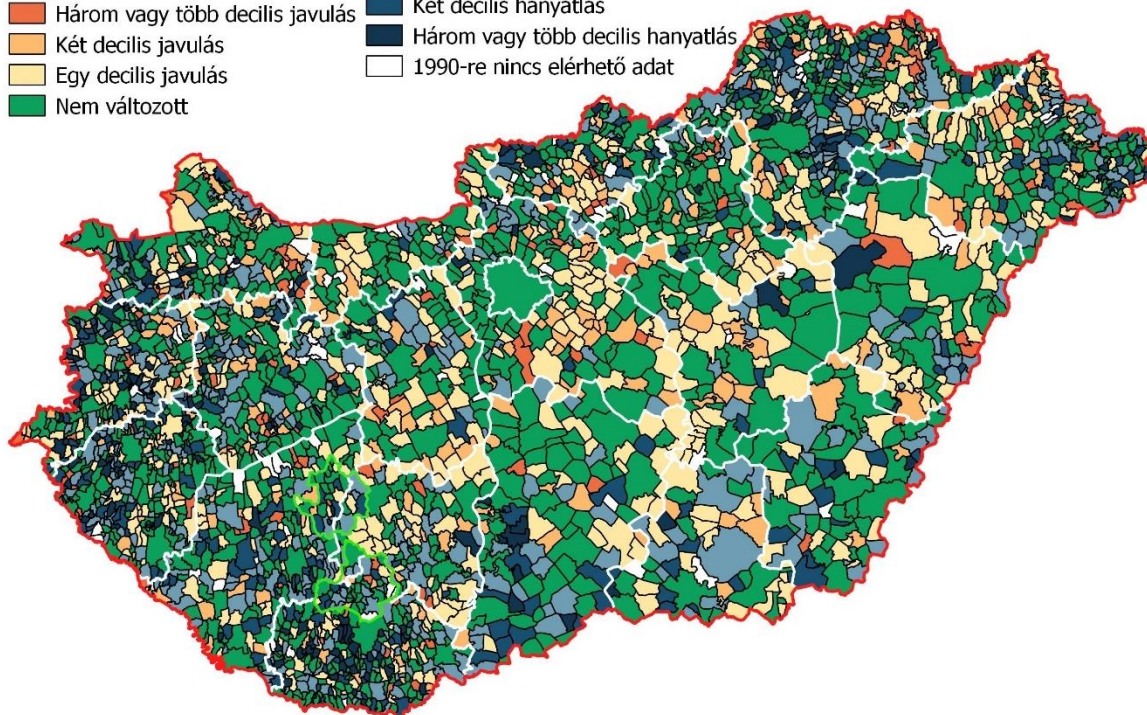 Három vagy több decilis javulás
Két decilis javulás
Egy decilis javulás
Nem változott
Két decilis hanyatlás
Három vagy több decilis hanyatlás
1990-re nincs elérhető adat